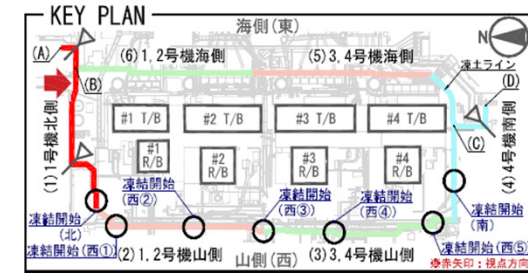 KEY PLAN
海側(東)
N
(A)
(6)1,2号機海側
(5)3,4号機海側
凍土ライン
(B)
(D)
#1 T/B
#2 T/B
#3 T/B
#4 T/B
(C)
(1)1号機北側
(4)4号機南側
#1
R/B
#2
R/B
#3
R/B
#4
R/B
凍結開始
(西②)
凍結開始
(西③)
凍結開始
(西④)
凍結開始
(南)
凍結開始
(北)
凍結開始(西①)
凍結開始(西⑤)
(2)1,2号機山側
山側(西)
(3)3,4号機山側
※赤矢印:視点方向